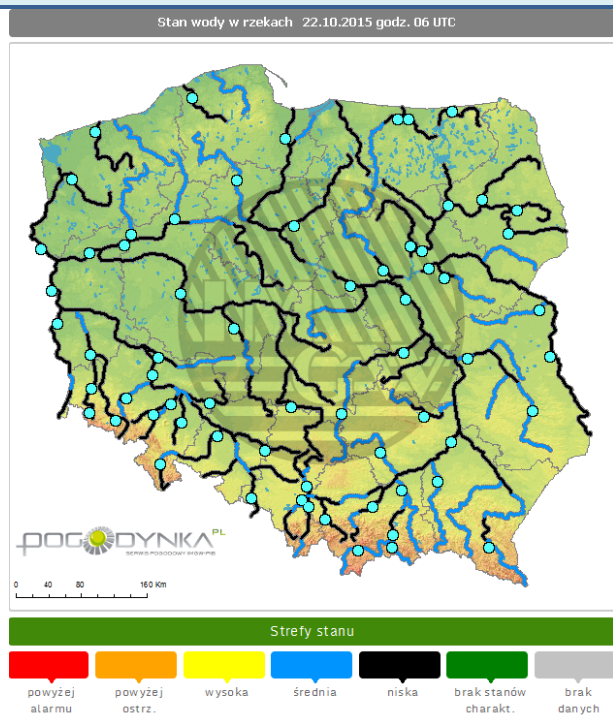 Stan wody w rzekach 22.10.2015 godz. 06 UTC
IMGW
POGODYNKA PL
SERWIS POGODOWY IMGW-PIB
0 40 80 160 Km
Strefy stanu
powyżej alarmu
powyżej ostrz.
wysoka
średnia
niska
brak stanów charakt.
brak danych